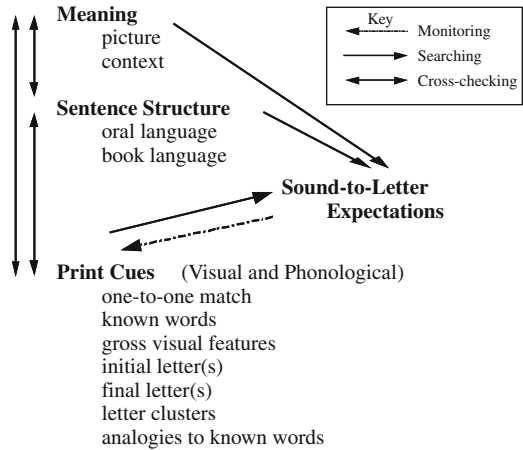 Meaning
picture
context
Key
Monitoring
Searching
Cross-checking
Sentence Structure
oral language
book language
Sound-to-Letter
Expectations
Print Cues (Visual and Phonological)
one-to-one match
known words
gross visual features
initial letter(s)
final letter(s)
letter clusters
analogies to known words